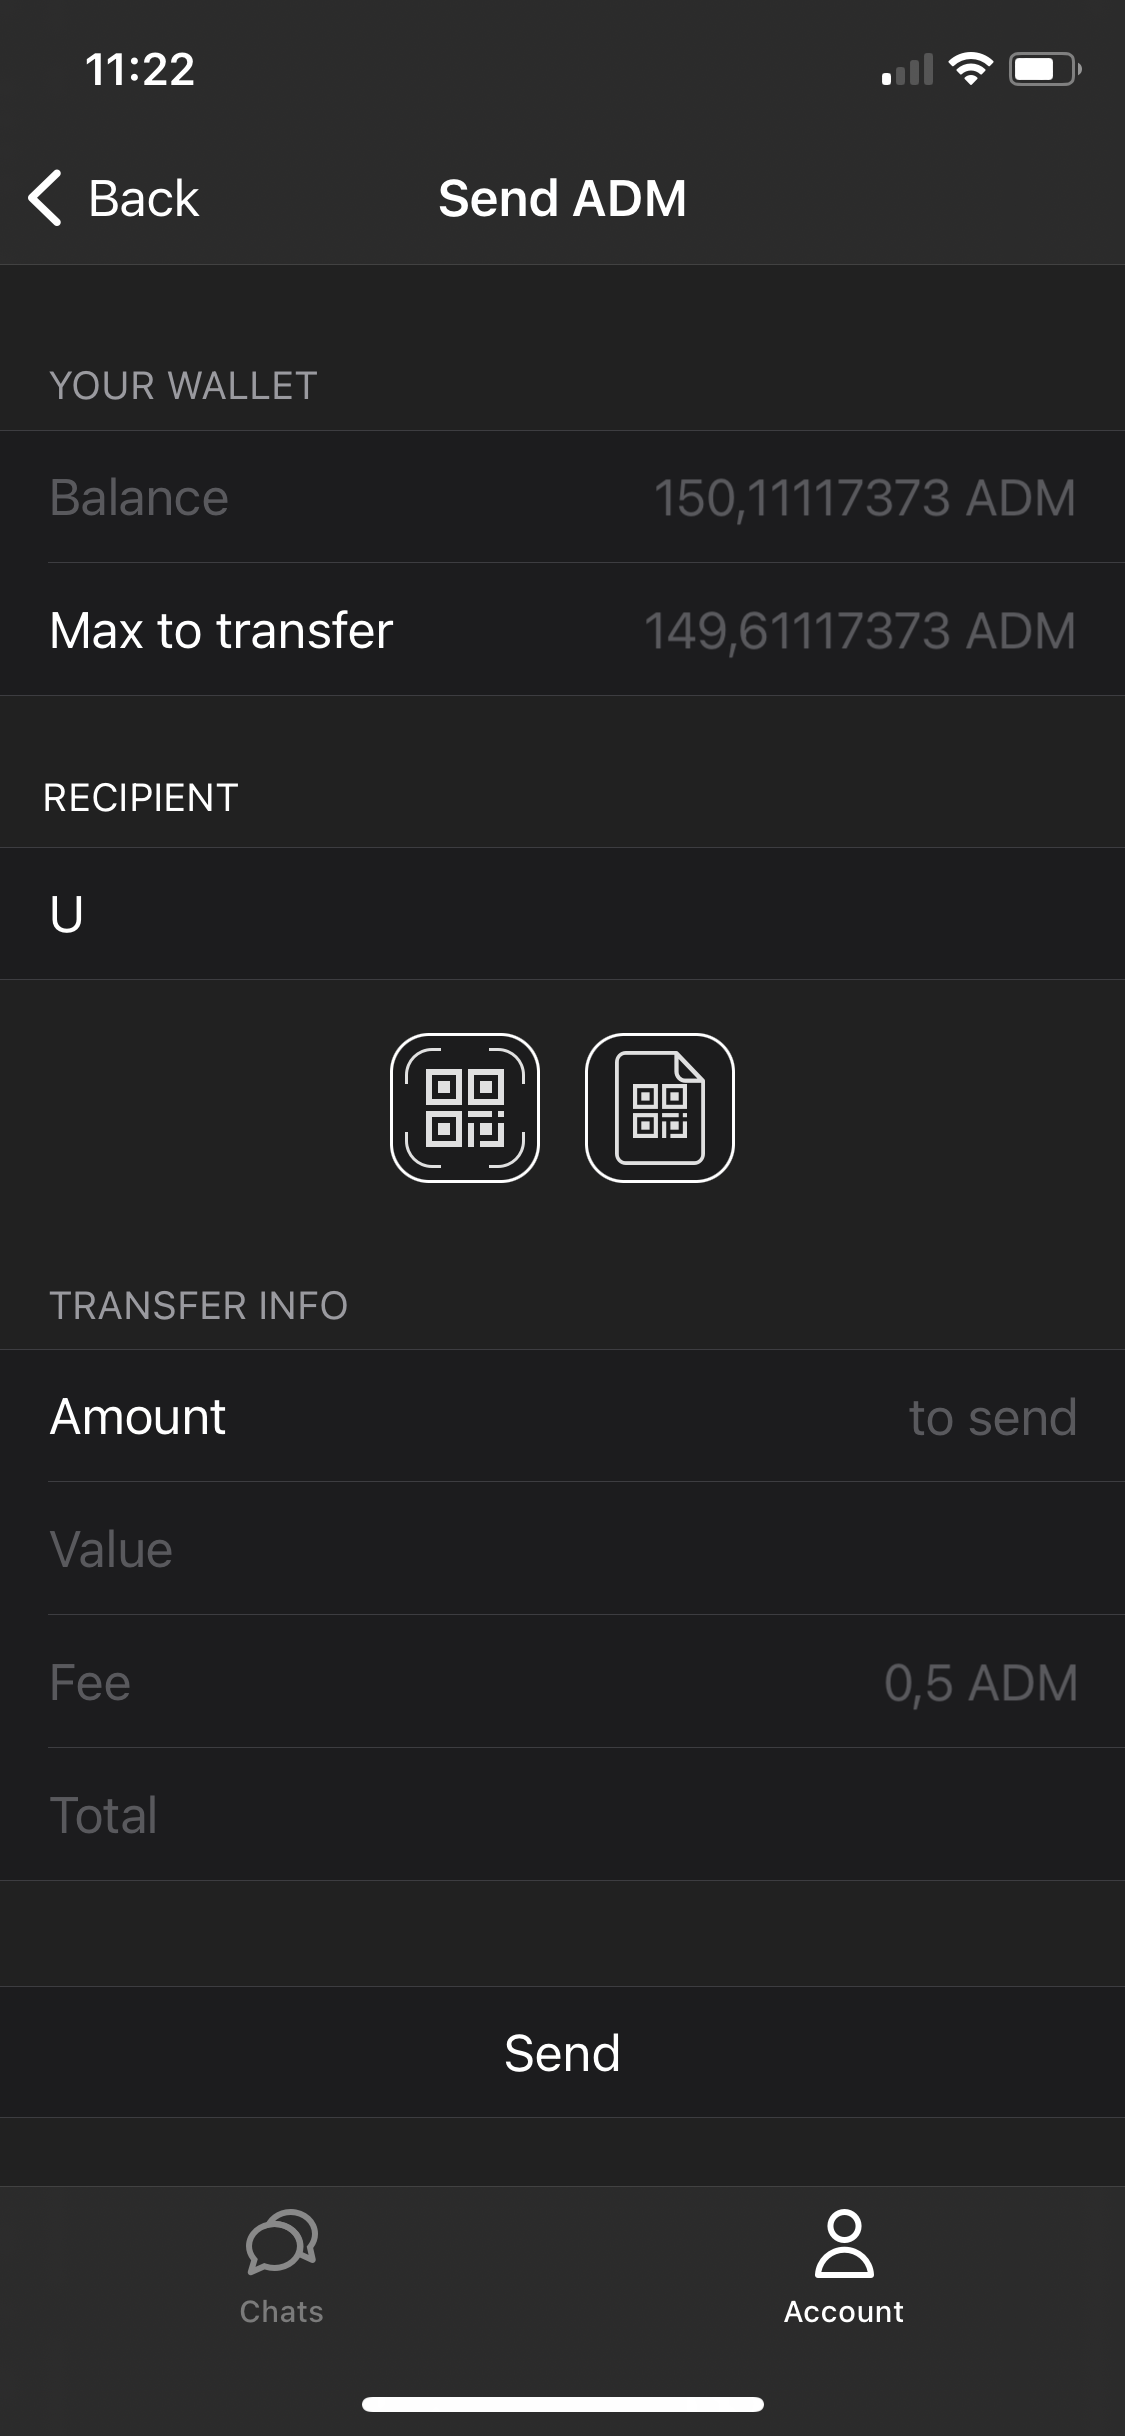 11:22
Back
Send ADM
YOUR WALLET
Balance 150,11117373 ADM
Max to transfer 149,61117373 ADM
RECIPIENT
U
TRANSFER INFO
Amount to send
Value
Fee 0,5 ADM
Total
Send
Chats
Account